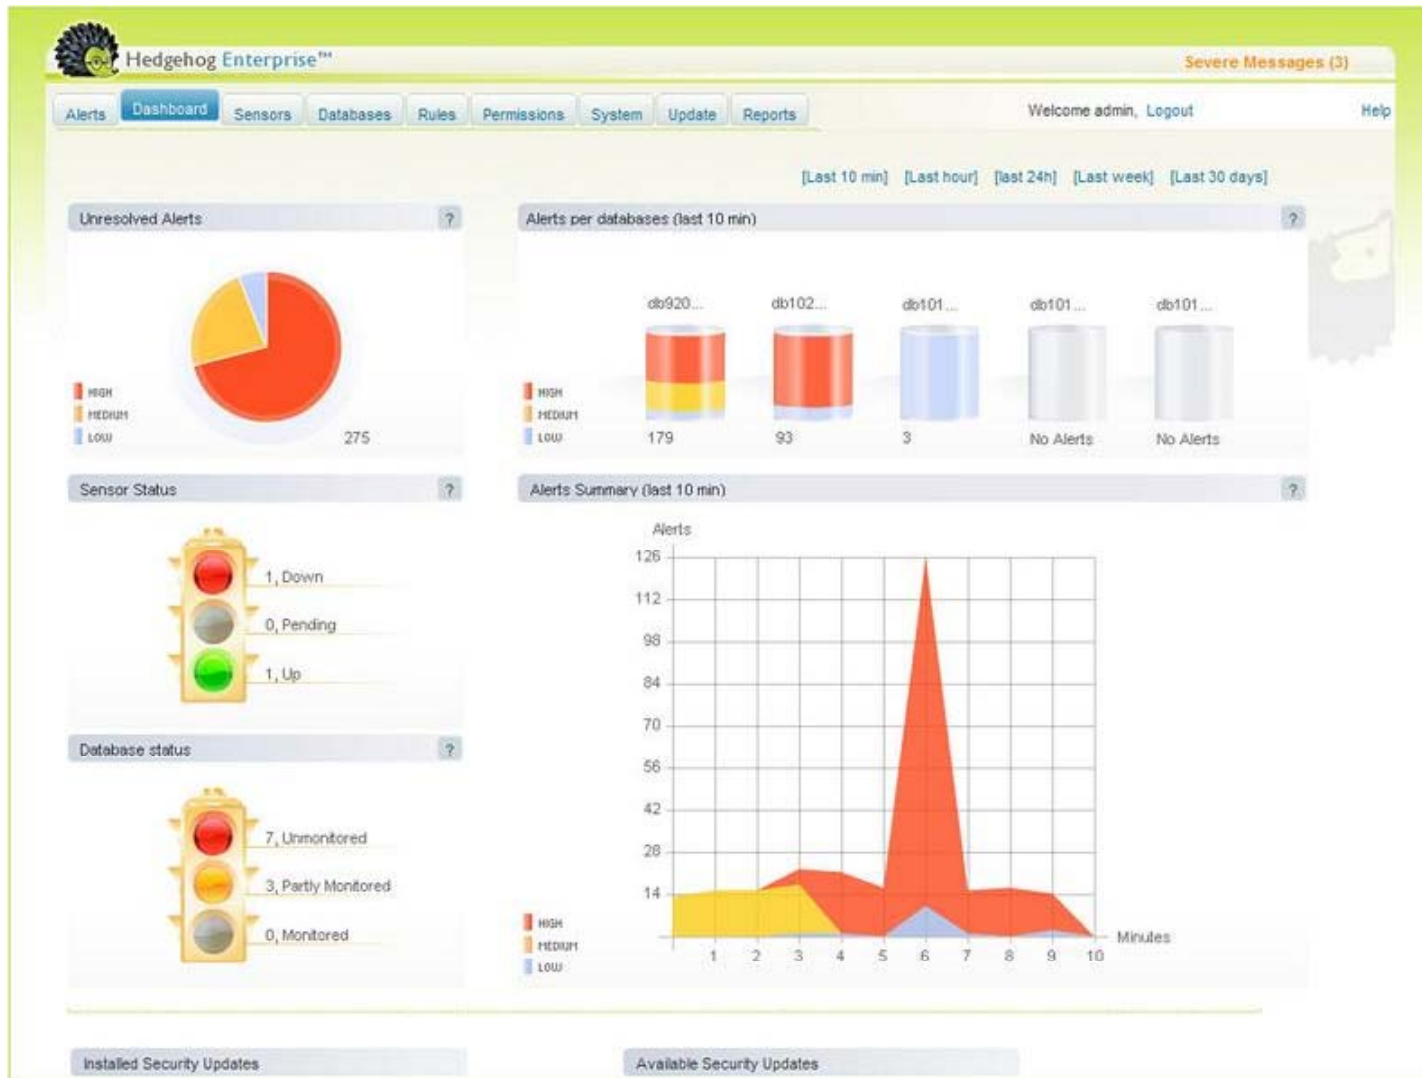 Hedgehog Enterprise™
Severe Messages (3)
Alerts Dashboard Sensors Databases Rules Permissions System Update Reports
Welcome admin, Logout
Help
[Last 10 min] [Last hour] [last 24h] [Last week] [Last 30 days]
Unresolved Alerts ?
HIGH
MEDIUM
LOW
275
Alerts per databases (last 10 min) ?
db920... db102... db101... db101... db101...
HIGH
MEDIUM
LOW
179 93 3 No Alerts No Alerts
Sensor Status ?
1, Down
0, Pending
1, Up
Alerts Summary (last 10 min) ?
Alerts
126
112
98
84
70
56
42
28
14
1 2 3 4 5 6 7 8 9 10
Minutes
HIGH
MEDIUM
LOW
Database status ?
7, Unmonitored
3, Partly Monitored
0, Monitored
Installed Security Updates
Available Security Updates